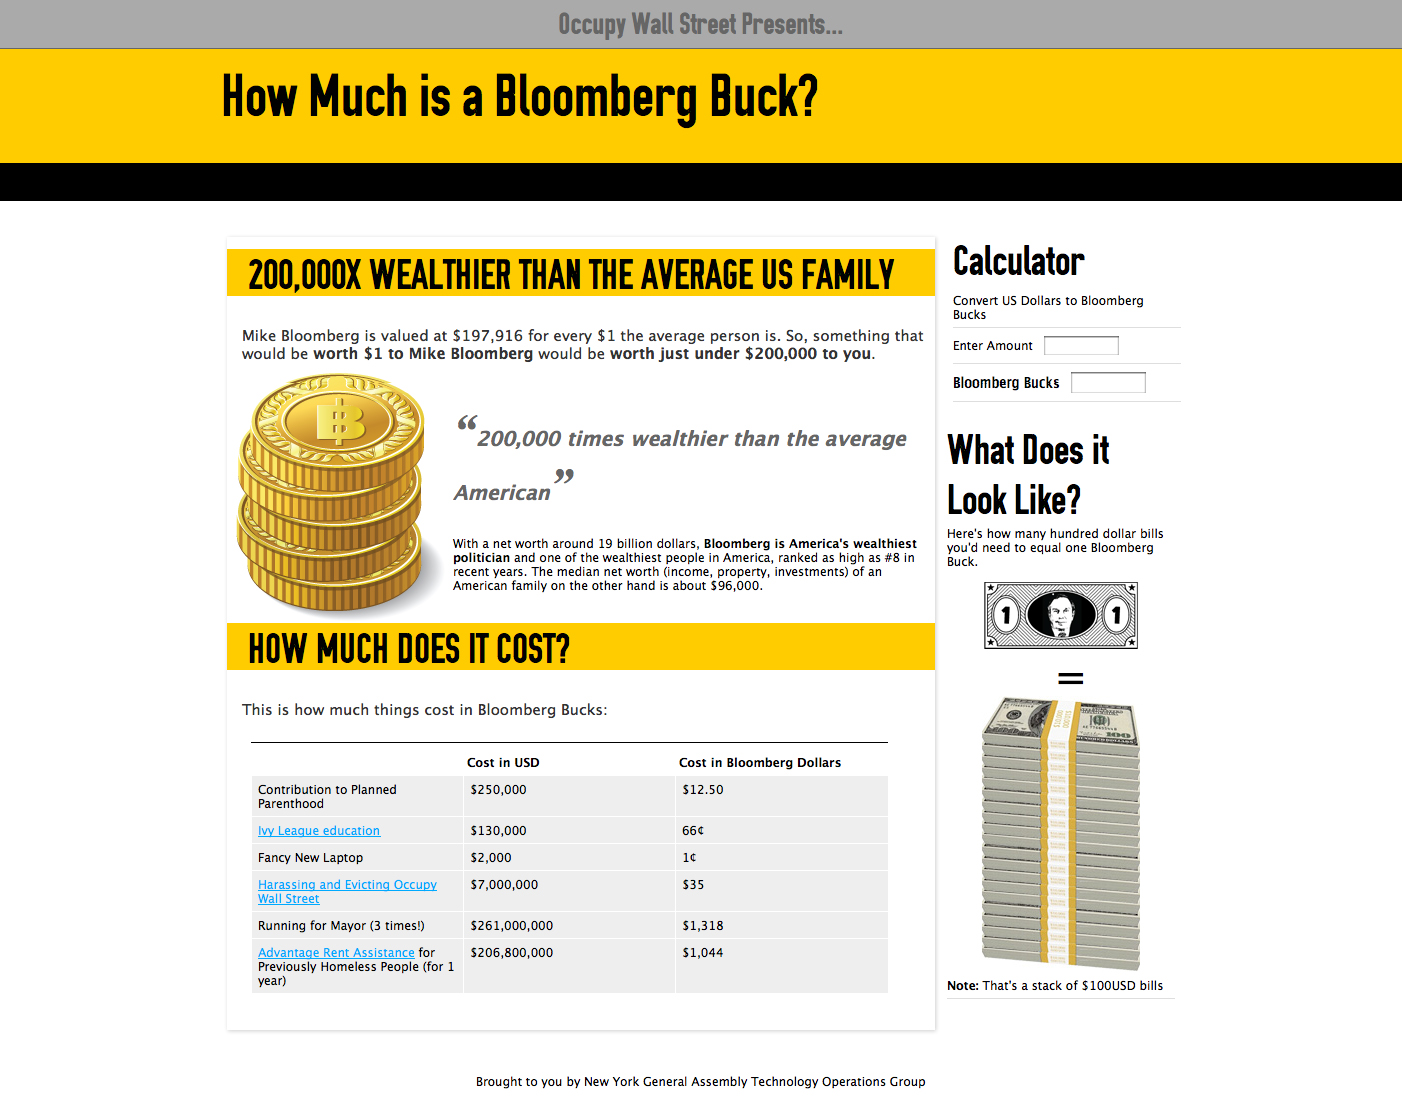 Occupy Wall Street Presents...
How Much is a Bloomberg Buck?
200,000X WEALTHIER THAN THE AVERAGE US FAMILY
Mike Bloomberg is valued at $197,916 for every $1 the average person is. So, something that
would be worth $1 to Mike Bloomberg would be worth just under $200,000 to you.
“200,000 times wealthier than the average
American”
With a net worth around 19 billion dollars, Bloomberg is America's wealthiest
politician and one of the wealthiest people in America, ranked as high as #8 in
recent years. The median net worth (income, property, investments) of an
American family on the other hand is about $96,000.
HOW MUCH DOES IT COST?
This is how much things cost in Bloomberg Bucks:
Cost in USD Cost in Bloomberg Dollars
Contribution to Planned
Parenthood $250,000 $12.50
Ivy League education $130,000 66¢
Fancy New Laptop $2,000 1¢
Harassing and Evicting Occupy
Wall Street $7,000,000 $35
Running for Mayor (3 times!) $261,000,000 $1,318
Advantage Rent Assistance for
Previously Homeless People (for 1
year) $206,800,000 $1,044
Calculator
Convert US Dollars to Bloomberg
Bucks
Enter Amount
Bloomberg Bucks
What Does it
Look Like?
Here's how many hundred dollar bills
you'd need to equal one Bloomberg
Buck.
1 1
=
100
Note: That's a stack of $100USD bills
Brought to you by New York General Assembly Technology Operations Group